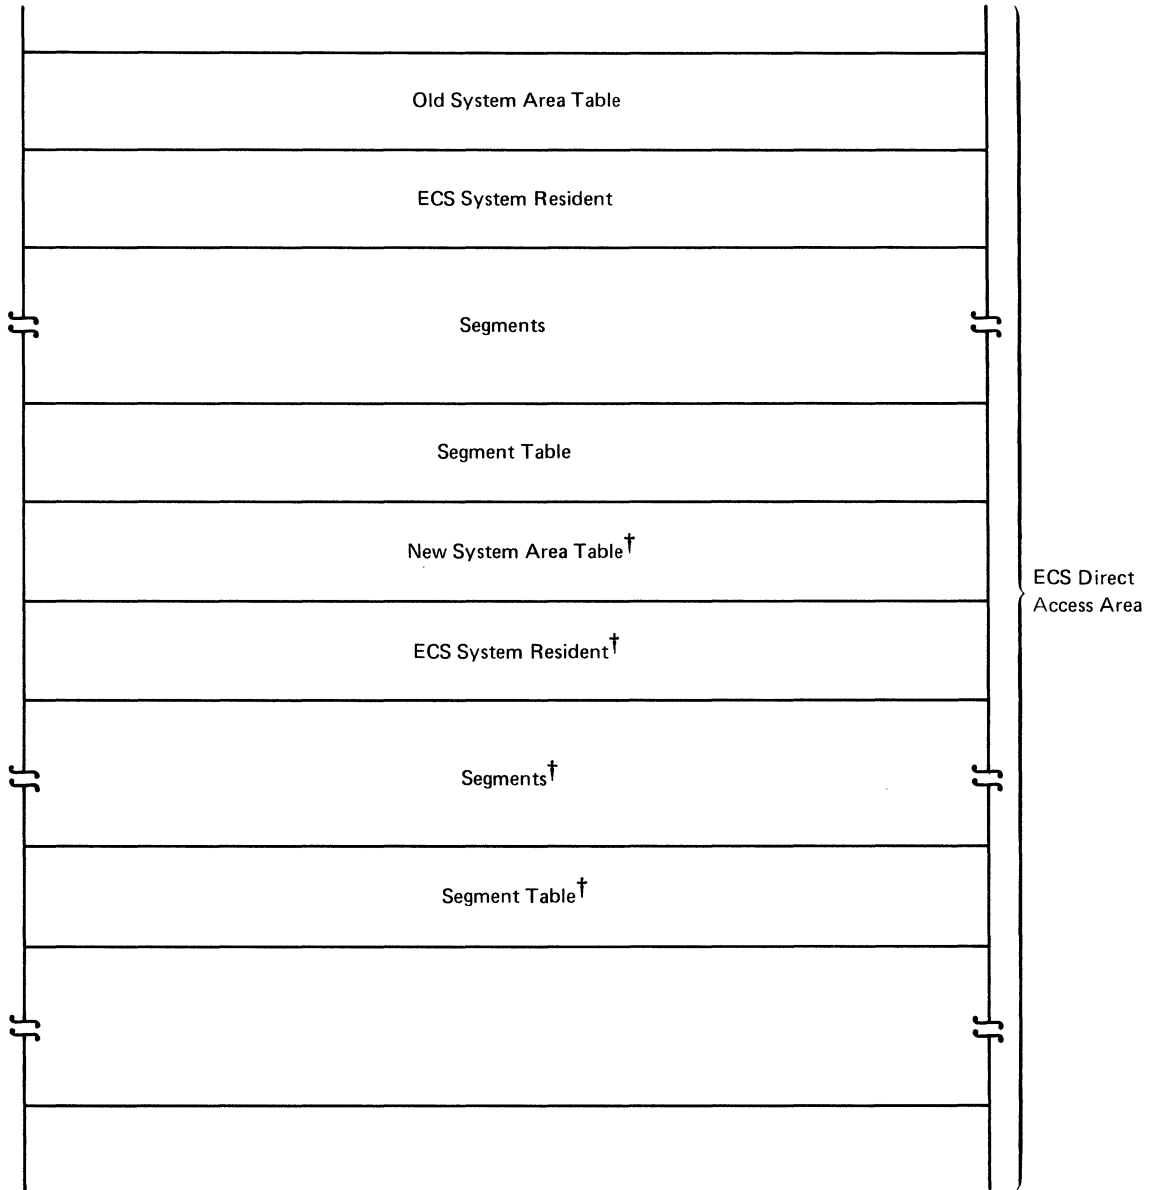 Old System Area Table
ECS System Resident
Segments
Segment Table
New System Area Table†
ECS Direct
Access Area
ECS System Resident†
Segments†
Segment Table†